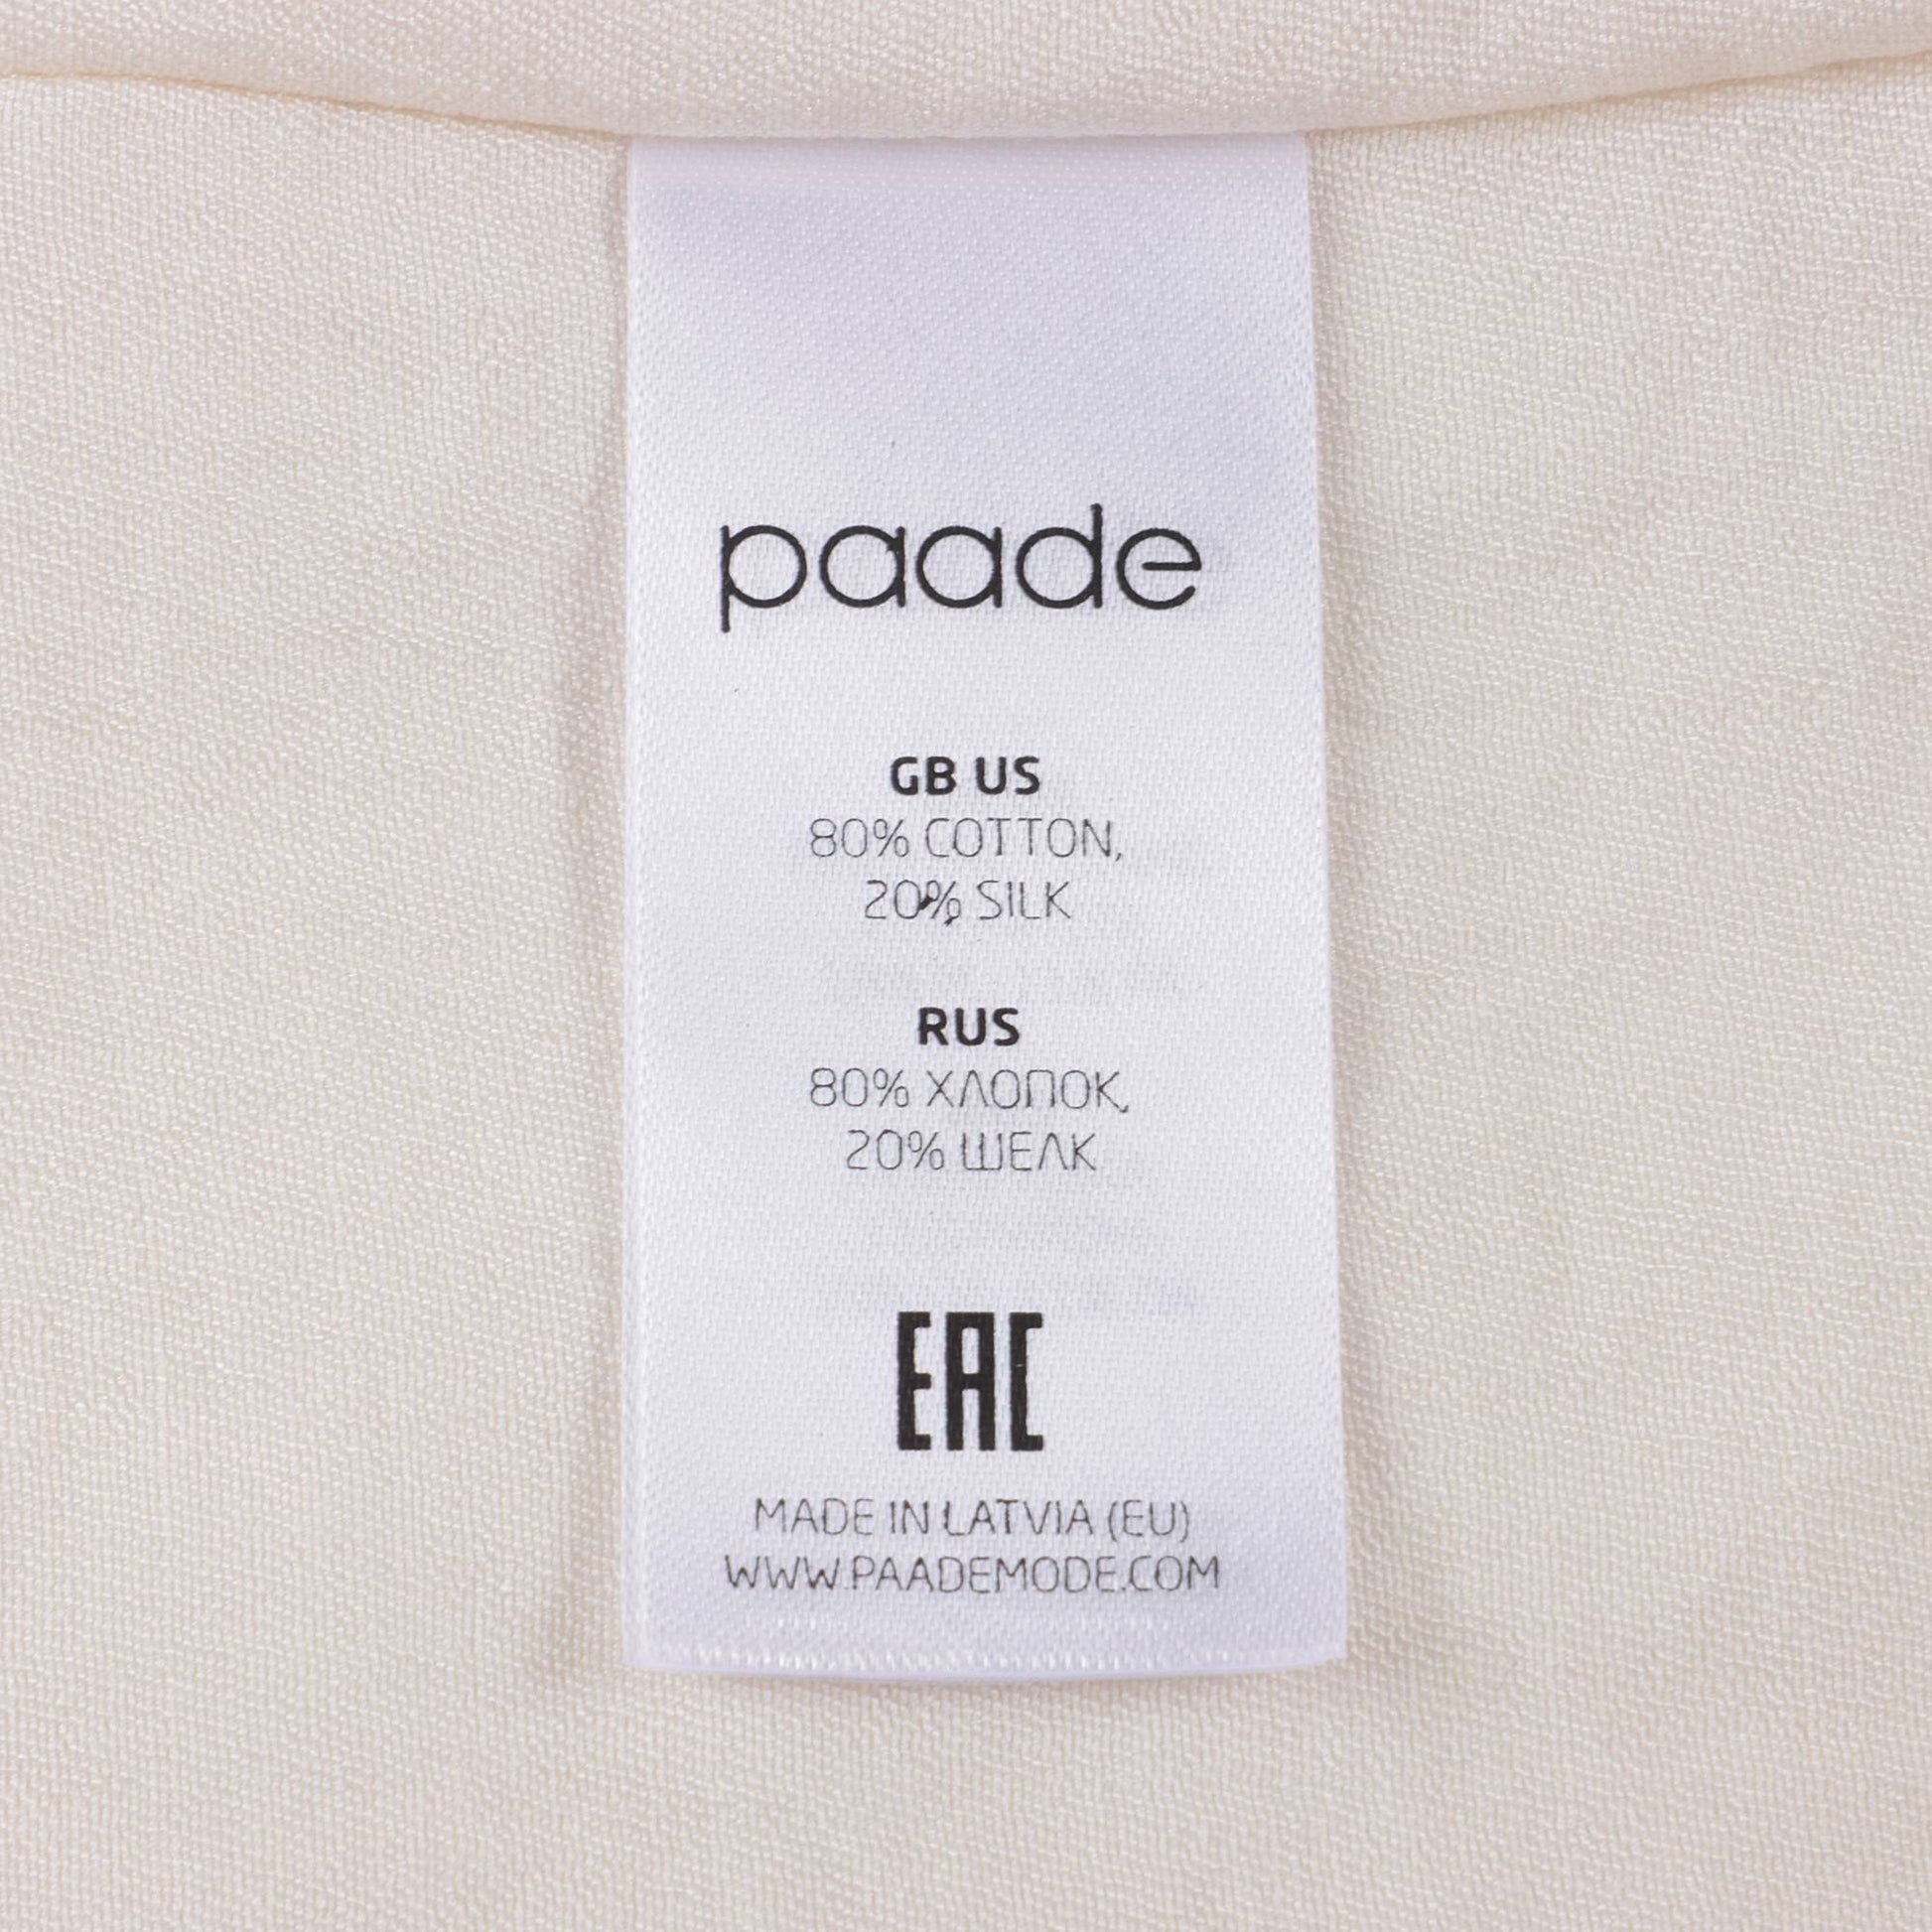 paade
GB US
80% COTTON,
20% SILK
RUS
80% ХЛОПОК,
20% ШЕЛК
EAC
MADE IN LATVIA (EU)
WWW.PAADEMODE.COM